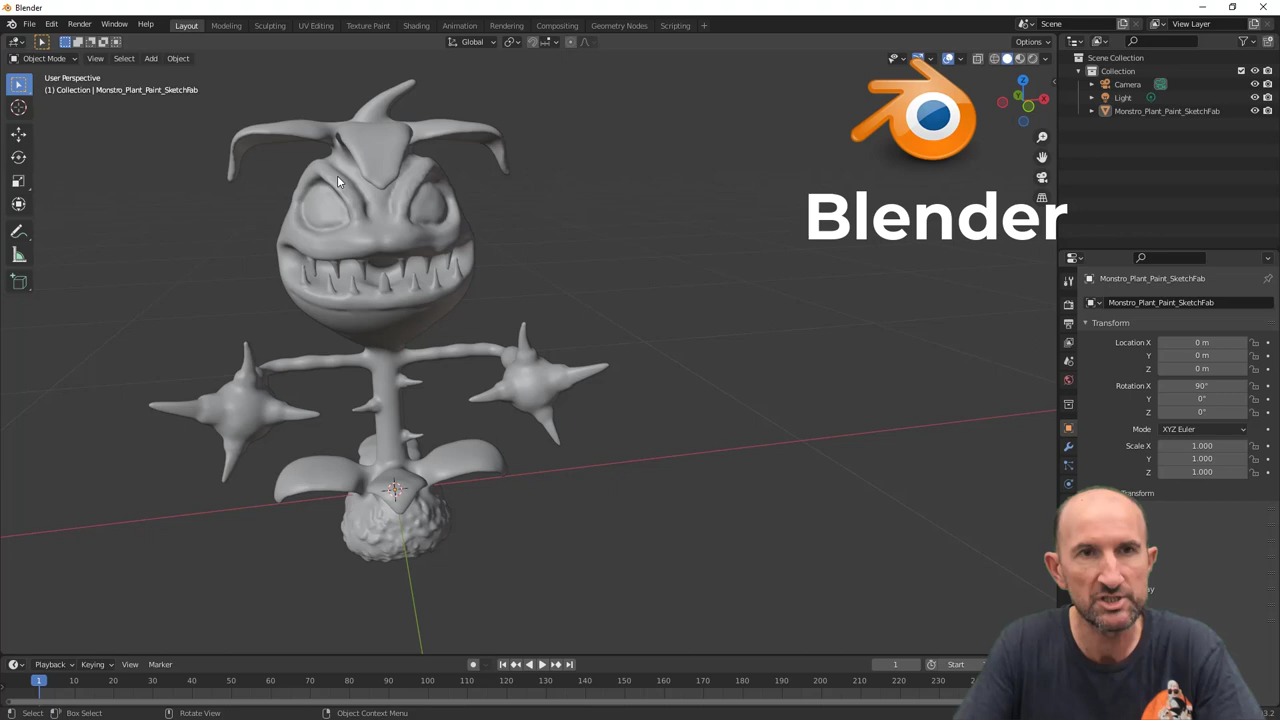 Blender
File Edit Render Window Help
Layout Modeling Sculpting UV Editing Texture Paint Shading Animation Rendering Compositing Geometry Nodes Scripting +
Scene
View Layer
Global
Options
Object Mode View Select Add Object
User Perspective
(1) Collection | Monstro_Plant_Paint_SketchFab
Z
X
Y
Blender
Scene Collection
Collection
Camera
Light
Monstro_Plant_Paint_SketchFab
Monstro_Plant_Paint_SketchFab
Monstro_Plant_Paint_SketchFab
Transform
Location X 0 m
Y 0 m
Z 0 m
Rotation X 90°
Y 0°
Z 0°
Mode XYZ Euler
Scale X 1.000
Y 1.000
Z 1.000
Transform
Playback Keying View Marker
1
Start
1 10 20 30 40 50 60 70 80 90 100 110 120 130 140 150 160 170 180 190 200 210 220 230
Select Box Select Rotate View Object Context Menu